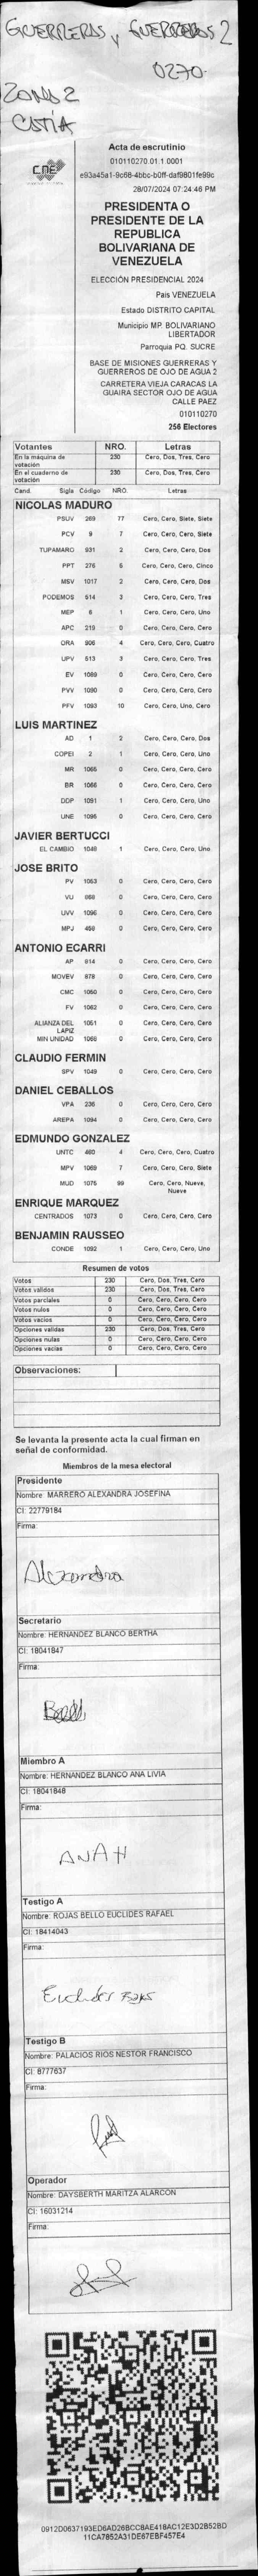 GUERRERAS y GUERREROS 2
0270.
ZONA 2
CATIA
CNE
Acta de escrutinio
010110270.01.1.0001
e93a45a1-9c68-4bbc-b0ff-daf9801fe99c
28/07/2024 07:24:46 PM
PRESIDENTA O
PRESIDENTE DE LA
REPUBLICA
BOLIVARIANA DE
VENEZUELA
ELECCIÓN PRESIDENCIAL 2024
Pais VENEZUELA
Estado DISTRITO CAPITAL
Municipio MP. BOLIVARIANO
LIBERTADOR
Parroquia PQ. SUCRE
BASE DE MISIONES GUERRERAS Y
GUERREROS DE OJO DE AGUA 2
CARRETERA VIEJA CARACAS LA
GUAIRA SECTOR OJO DE AGUA
CALLE PAEZ
010110270
256 Electores
Votantes NRO. Letras
En la máquina de votación 230 Cero, Dos, Tres, Cero
En el cuaderno de votación 230 Cero, Dos, Tres, Cero
Cand. Sigla Código NRO. Letras
NICOLAS MADURO
PSUV 269 77 Cero, Cero, Siete, Siete
PCV 9 7 Cero, Cero, Cero, Siete
TUPAMARO 931 2 Cero, Cero, Cero, Dos
PPT 276 5 Cero, Cero, Cero, Cinco
MSV 1017 2 Cero, Cero, Cero, Dos
PODEMOS 514 3 Cero, Cero, Cero, Tres
MEP 6 1 Cero, Cero, Cero, Uno
APC 219 0 Cero, Cero, Cero, Cero
ORA 906 4 Cero, Cero, Cero, Cuatro
UPV 513 3 Cero, Cero, Cero, Tres
EV 1089 0 Cero, Cero, Cero, Cero
PVV 1090 0 Cero, Cero, Cero, Cero
PFV 1093 10 Cero, Cero, Uno, Cero
LUIS MARTINEZ
AD 1 2 Cero, Cero, Cero, Dos
COPEI 2 1 Cero, Cero, Cero, Uno
MR 1065 0 Cero, Cero, Cero, Cero
BR 1066 0 Cero, Cero, Cero, Cero
DDP 1091 1 Cero, Cero, Cero, Uno
UNE 1095 0 Cero, Cero, Cero, Cero
JAVIER BERTUCCI
EL CAMBIO 1048 1 Cero, Cero, Cero, Uno
JOSE BRITO
PV 1053 0 Cero, Cero, Cero, Cero
VU 868 0 Cero, Cero, Cero, Cero
UVV 1096 0 Cero, Cero, Cero, Cero
MPJ 458 0 Cero, Cero, Cero, Cero
ANTONIO ECARRI
AP 914 0 Cero, Cero, Cero, Cero
MOVEV 878 0 Cero, Cero, Cero, Cero
CMC 1050 0 Cero, Cero, Cero, Cero
FV 1062 0 Cero, Cero, Cero, Cero
ALIANZA DEL LAPIZ 1051 0 Cero, Cero, Cero, Cero
MIN UNIDAD 1068 0 Cero, Cero, Cero, Cero
CLAUDIO FERMIN
SPV 1049 0 Cero, Cero, Cero, Cero
DANIEL CEBALLOS
VPA 236 0 Cero, Cero, Cero, Cero
AREPA 1094 0 Cero, Cero, Cero, Cero
EDMUNDO GONZALEZ
UNTC 460 4 Cero, Cero, Cero, Cuatro
MPV 1069 7 Cero, Cero, Cero, Siete
MUD 1075 99 Cero, Cero, Nueve,
Nueve
ENRIQUE MARQUEZ
CENTRADOS 1073 0 Cero, Cero, Cero, Cero
BENJAMIN RAUSSEO
CONDE 1092 1 Cero, Cero, Cero, Uno
Resumen de votos
Votos 230 Cero, Dos, Tres, Cero
Votos validos 230 Cero, Dos, Tres, Cero
Votos parciales 0 Cero, Cero, Cero, Cero
Votos nulos 0 Cero, Cero, Cero, Cero
Votos vacios 0 Cero, Cero, Cero, Cero
Opciones validas 230 Cero, Dos, Tres, Cero
Opciones nulas 0 Cero, Cero, Cero, Cero
Opciones vacias 0 Cero, Cero, Cero, Cero
Observaciones:
Se levanta la presente acta la cual firman en
señal de conformidad.
Miembros de la mesa electoral
Presidente
Nombre: MARRERO ALEXANDRA JOSEFINA
CI: 22779184
Firma:
Alexandra
Secretario
Nombre: HERNANDEZ BLANCO BERTHA
CI: 18041847
Firma:
Miembro A
Nombre: HERNANDEZ BLANCO ANA LIVIA
CI: 18041848
Firma:
ANA H
Testigo A
Nombre: ROJAS BELLO EUCLIDES RAFAEL
CI: 18414043
Firma:
Euclides Rojas
Testigo B
Nombre: PALACIOS RIOS NESTOR FRANCISCO
CI: 8777637
Firma:
Operador
Nombre: DAYSBERTH MARITZA ALARCON
CI: 16031214
Firma:
0912D0637193ED6AD26BCC8AE418AC12E3D2B52BD
11CA7852A31DE67EBF457E4